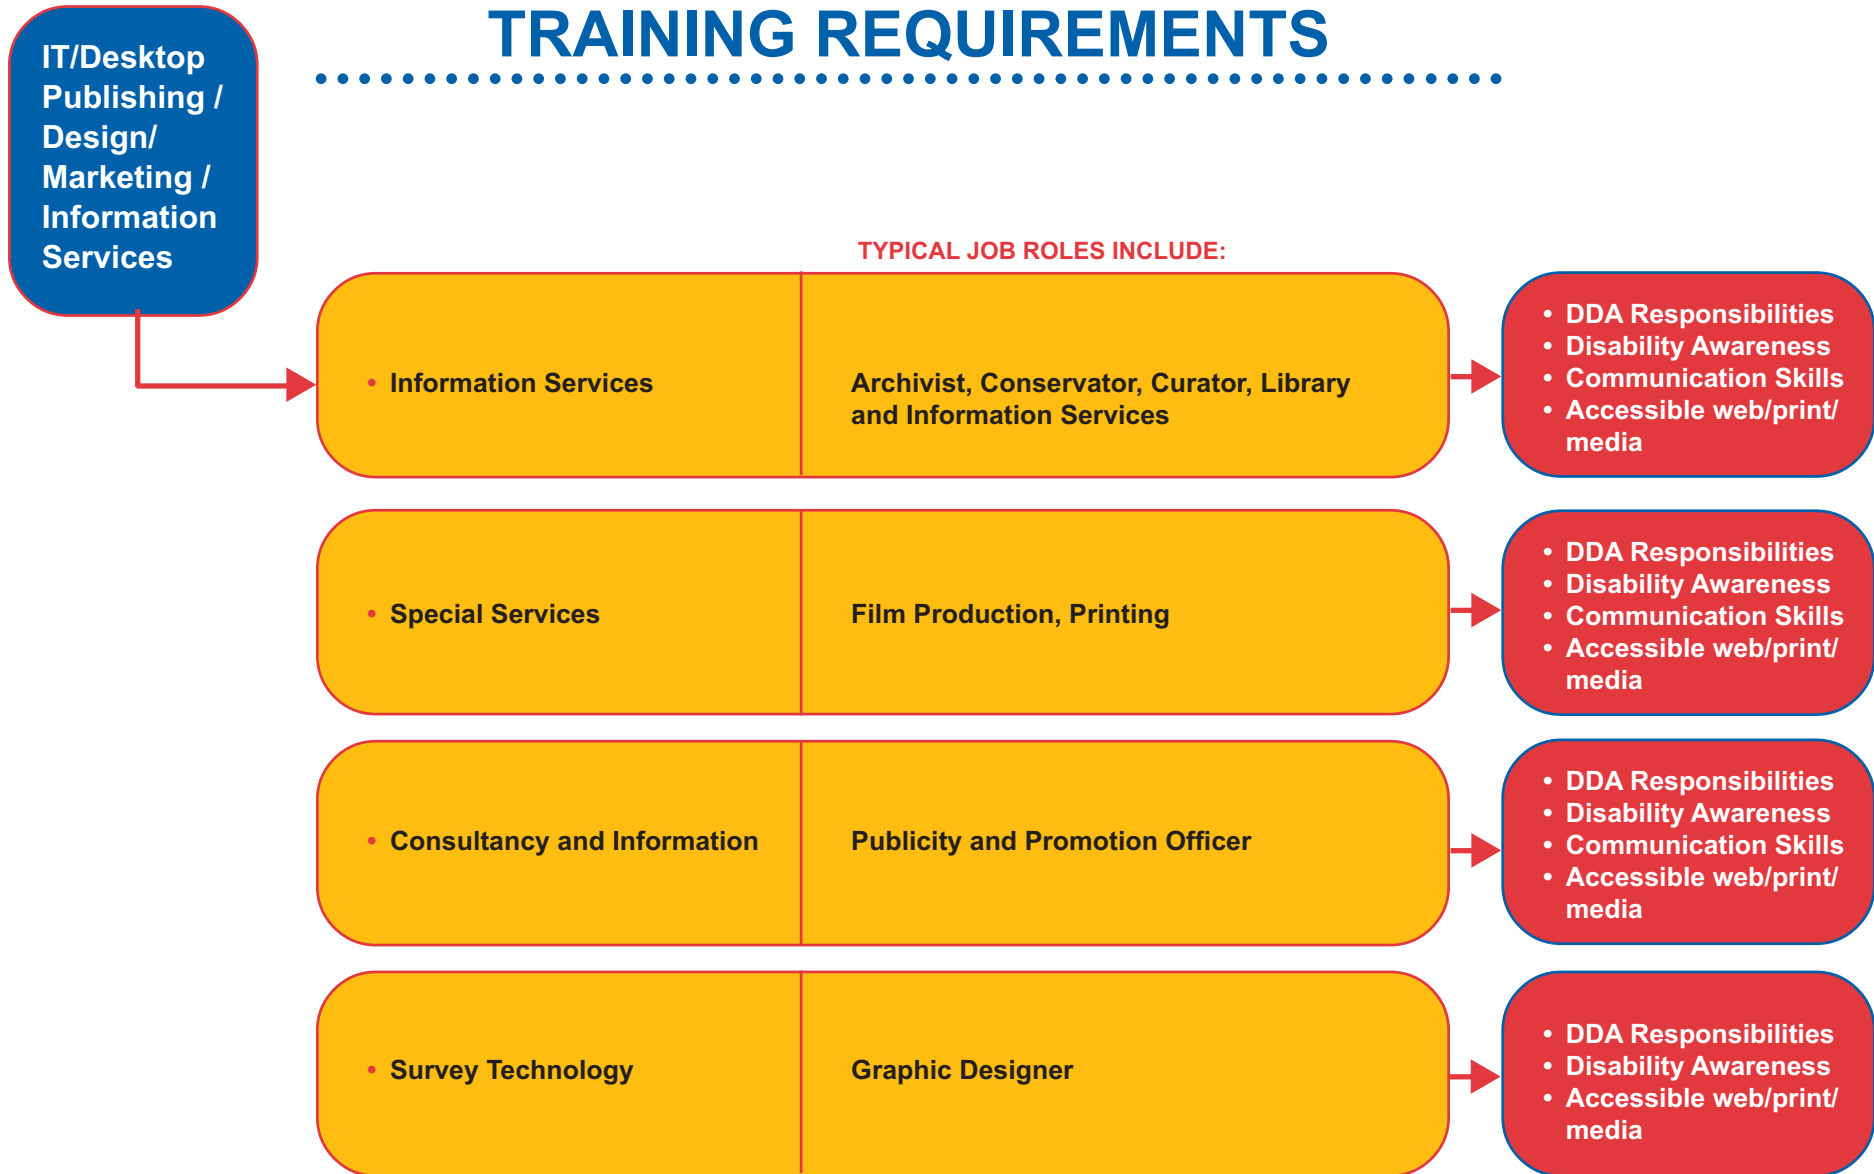 TRAINING REQUIREMENTS
IT/Desktop
Publishing /
Design/
Marketing /
Information
Services
TYPICAL JOB ROLES INCLUDE:
• Information Services
Archivist, Conservator, Curator, Library
and Information Services
• DDA Responsibilities
• Disability Awareness
• Communication Skills
• Accessible web/print/
media
• Special Services
Film Production, Printing
• DDA Responsibilities
• Disability Awareness
• Communication Skills
• Accessible web/print/
media
• Consultancy and Information
Publicity and Promotion Officer
• DDA Responsibilities
• Disability Awareness
• Communication Skills
• Accessible web/print/
media
• Survey Technology
Graphic Designer
• DDA Responsibilities
• Disability Awareness
• Accessible web/print/
media